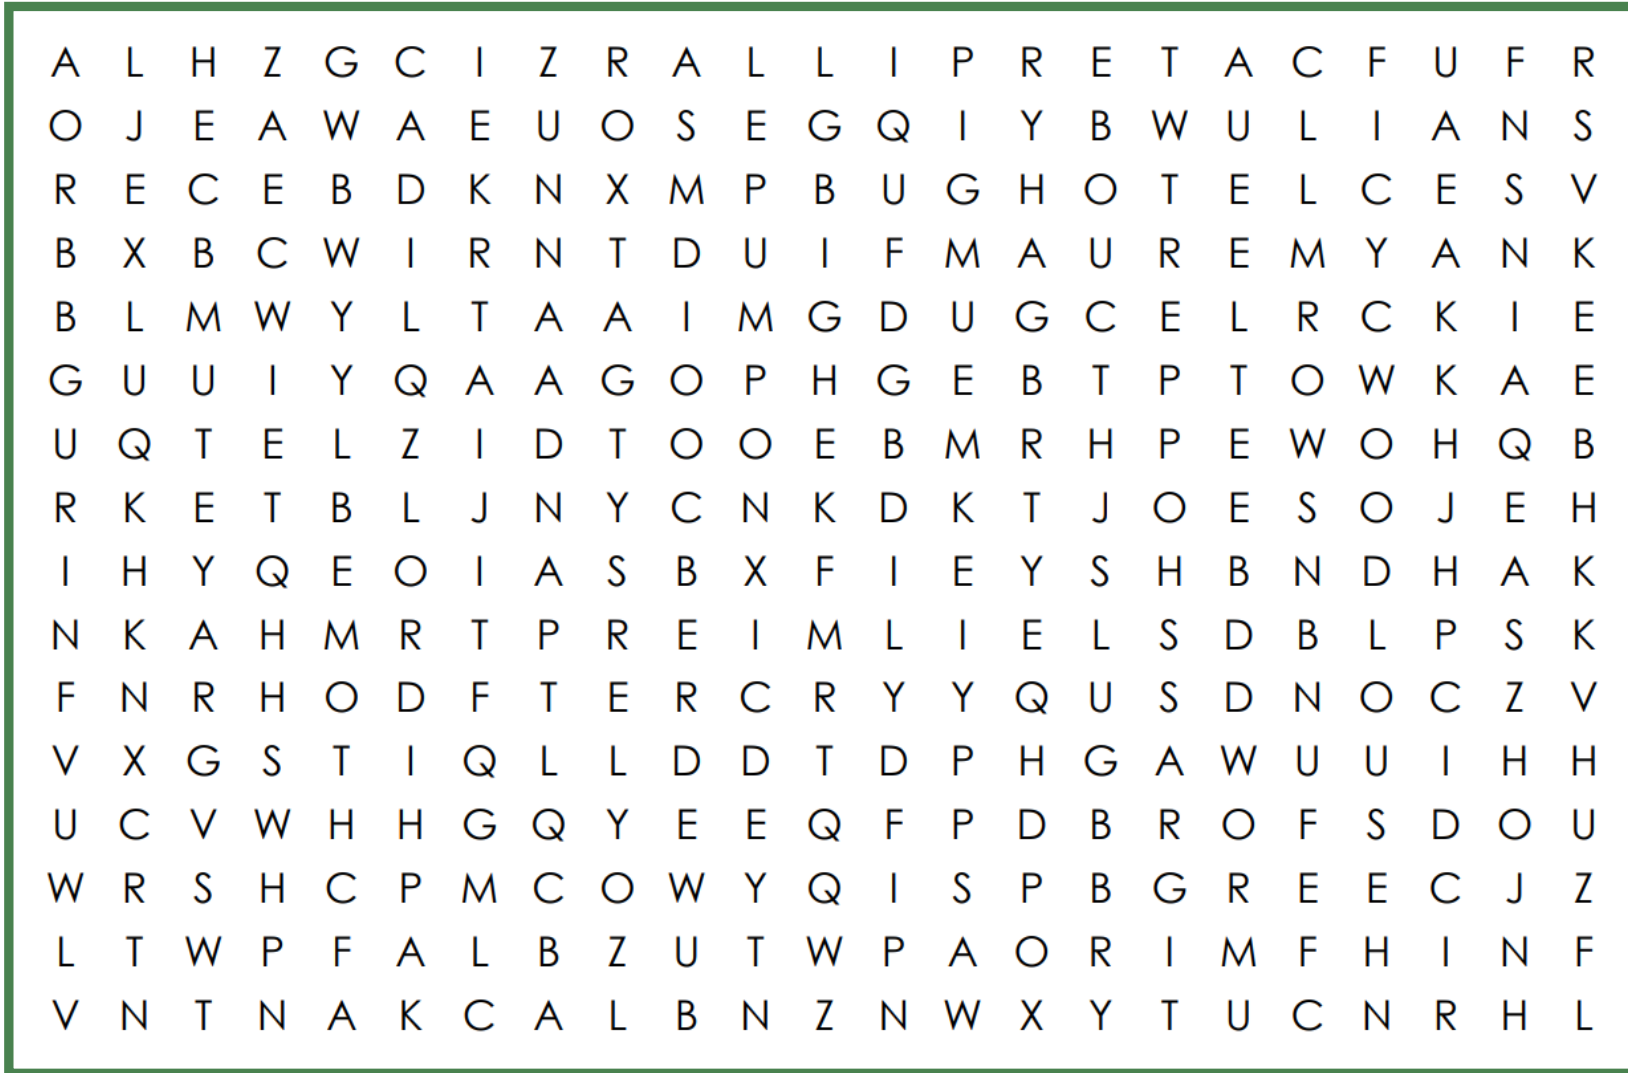 A L H Z G C I Z R A L L I P R E T A C F U F R
O J E A W A E U O S E G Q I Y B W U L I A N S
R E C E B D K N X M P B U G H O T E L C E S V
B X B C W I R N T D U I F M A U R E M Y A N K
B L M W Y L T A A I M G D U G C E L R C K I E
G U U I Y Q A A G O P H G E B T P T O W K A E
U Q T E L Z I D T O O E B M R H P E W O H Q B
R K E T B L J N Y C N K D K T J O E S O J E H
I H Y Q E O I A S B X F I E Y S H B N D H A K
N K A H M R T P R E I M L I E L S D B L P S K
F N R H O D F T E R C R Y Y Q U S D N O C Z V
V X G S T I Q L L D D T D P H G A W U U I H H
U C V W H H G Q Y E E Q F P D B R O F S D O U
W R S H C P M C O W Y Q I S P B G R E E C J Z
L T W P F A L B Z U T W P A O R I M F H I N F
V N T N A K C A L B N Z N W X Y T U C N R H L